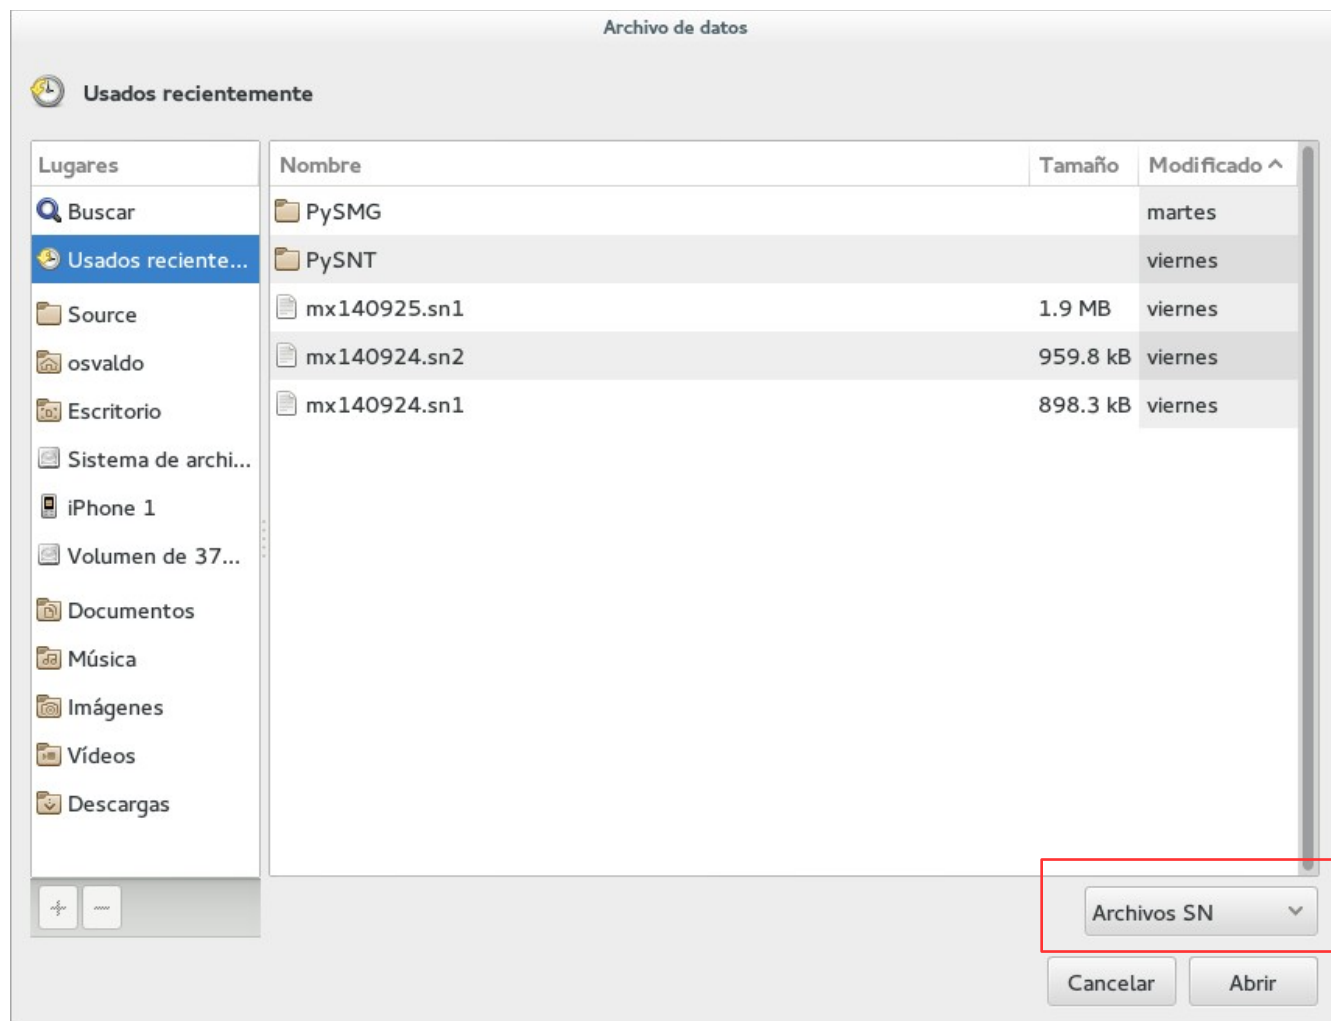 Archivo de datos
Usados recientemente
Lugares
Buscar
Usados reciente...
Source
osvaldo
Escritorio
Sistema de archi...
iPhone 1
Volumen de 37...
Documentos
Música
Imágenes
Vídeos
Descargas
Nombre Tamaño Modificado
PySMG martes
PySNT viernes
mx140925.sn1 1.9 MB viernes
mx140924.sn2 959.8 kB viernes
mx140924.sn1 898.3 kB viernes
Archivos SN
Cancelar Abrir